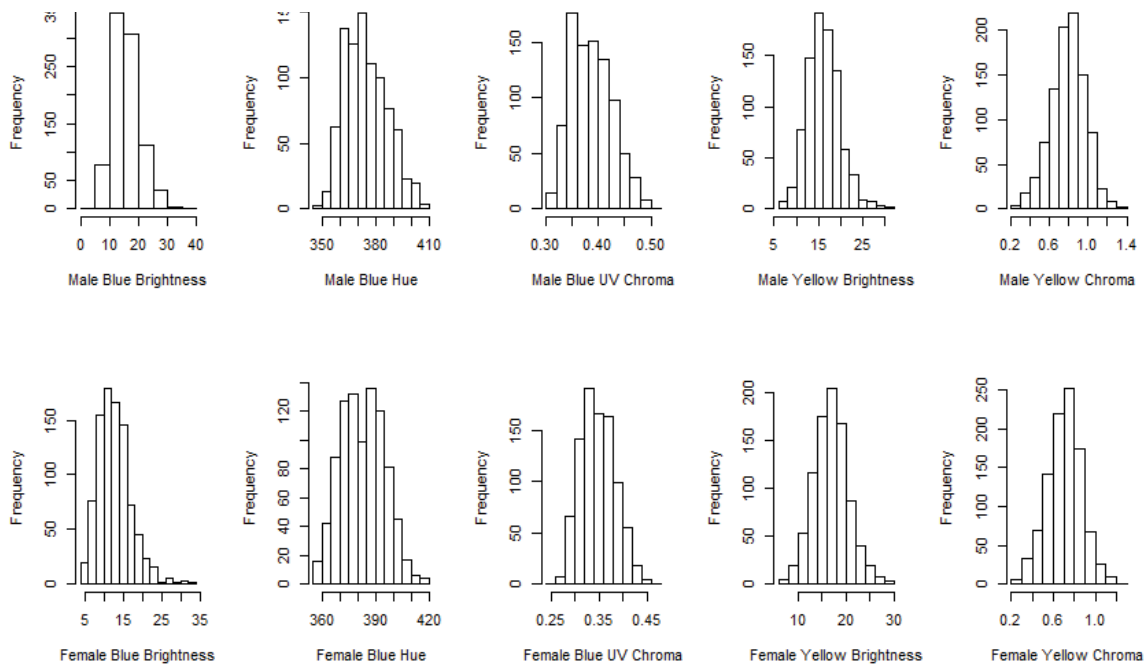 Frequency
0 50 150 250 35
0 10 20 30 40
Male Blue Brightness
Frequency
0 50 100 15
350 380 410
Male Blue Hue
Frequency
0 50 100 150
0.30 0.40 0.50
Male Blue UV Chroma
Frequency
0 50 100 150
5 15 25
Male Yellow Brightness
Frequency
0 50 100 150 200
0.2 0.6 1.0 1.4
Male Yellow Chroma
Frequency
0 50 100 150
5 15 25 35
Female Blue Brightness
Frequency
0 20 40 60 80 120
360 390 420
Female Blue Hue
Frequency
0 50 100 150
0.25 0.35 0.45
Female Blue UV Chroma
Frequency
0 50 100 150 200
10 20 30
Female Yellow Brightness
Frequency
0 50 100 150 200 250
0.2 0.6 1.0
Female Yellow Chroma